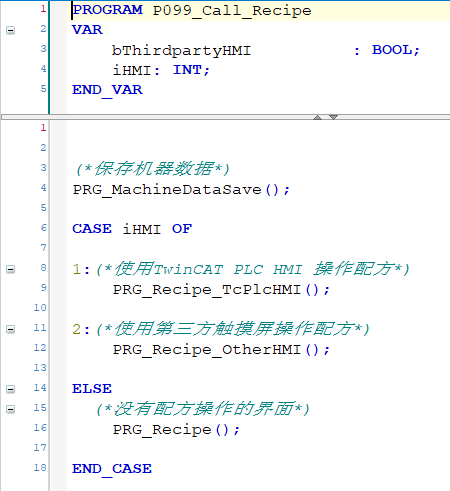 1 PROGRAM P099_Call_Recipe
2 VAR
3 bThirdpartyHMI : BOOL;
4 iHMI: INT;
5 END_VAR
1
2
3 (*保存机器数据*)
4 PRG_MachineDataSave();
5
6 CASE iHMI OF
7
8 1:(*使用TwinCAT PLC HMI 操作配方*)
9 PRG_Recipe_TcPlcHMI();
10
11 2:(*使用第三方触摸屏操作配方*)
12 PRG_Recipe_OtherHMI();
13
14 ELSE
15 (*没有配方操作的界面*)
16 PRG_Recipe();
17
18 END_CASE